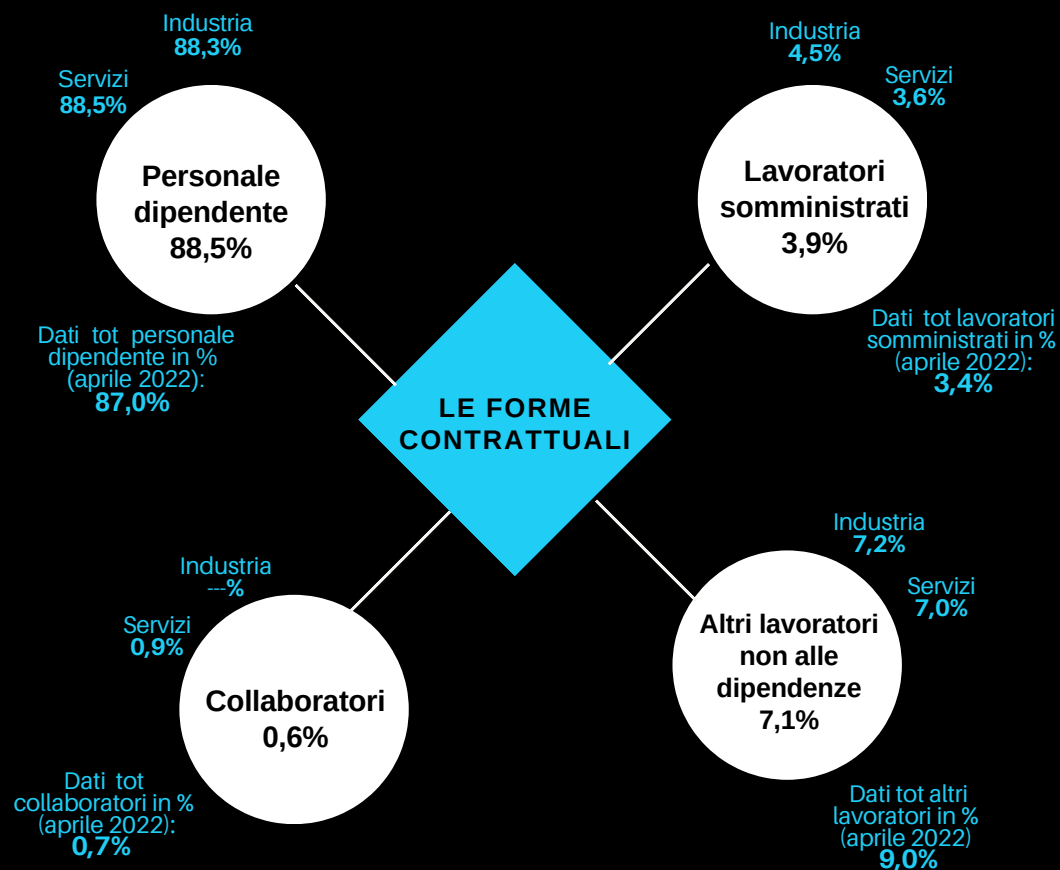 Industria
88,3%
Servizi
88,5%
Personale
dipendente
88,5%
Dati tot personale
dipendente in %
(aprile 2022):
87,0%
Industria
4,5%
Servizi
3,6%
Lavoratori
somministrati
3,9%
Dati tot lavoratori
somministrati in %
(aprile 2022):
3,4%
LE FORME
CONTRATTUALI
Industria
---%
Servizi
0,9%
Collaboratori
0,6%
Dati tot
collaboratori in %
(aprile 2022):
0,7%
Industria
7,2%
Servizi
7,0%
Altri lavoratori
non alle
dipendenze
7,1%
Dati tot altri
lavoratori in %
(aprile 2022)
9,0%